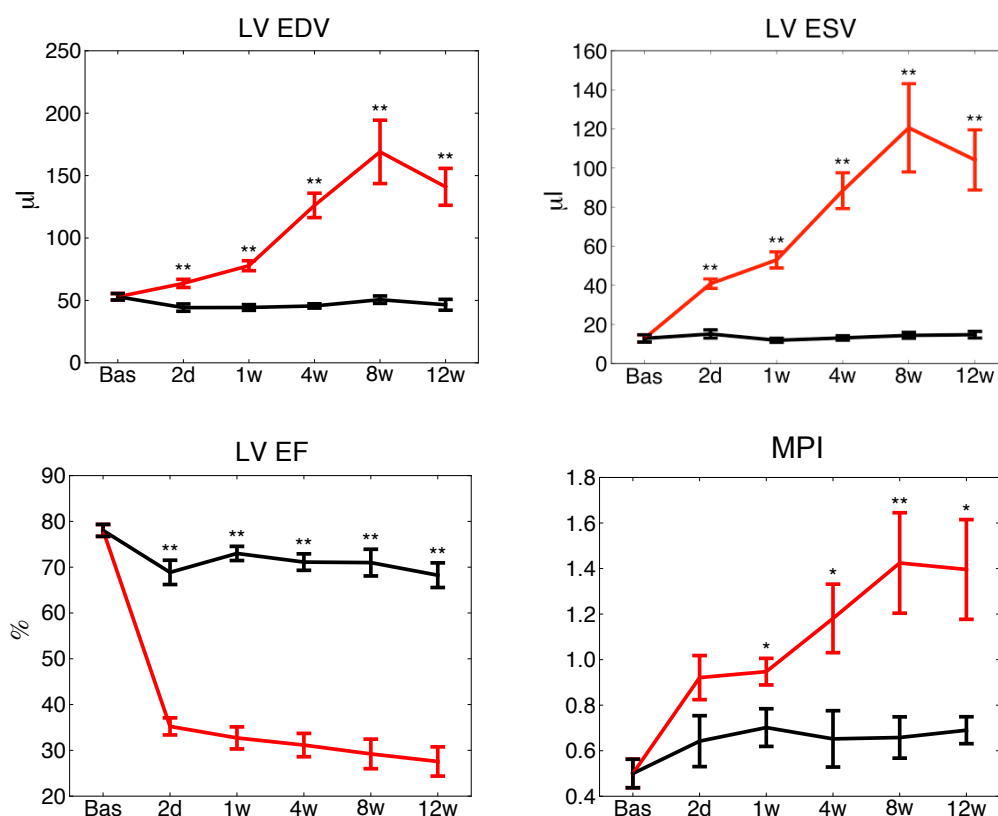 LV EDV
250
200
150
100
50
0
µl
** ** ** ** **
Bas 2d 1w 4w 8w 12w
LV ESV
160
140
120
100
80
60
40
20
0
µl
** ** ** ** **
Bas 2d 1w 4w 8w 12w
LV EF
90
80
70
60
50
40
30
20
%
** ** ** ** **
Bas 2d 1w 4w 8w 12w
MPI
1.8
1.6
1.4
1.2
1.0
0.8
0.6
0.4
* * ** *
Bas 2d 1w 4w 8w 12w